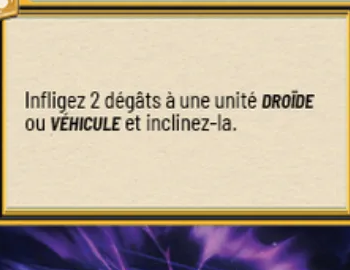 Infligez 2 dégâts à une unité DROÏDE
ou VÉHICULE et inclinez-la.